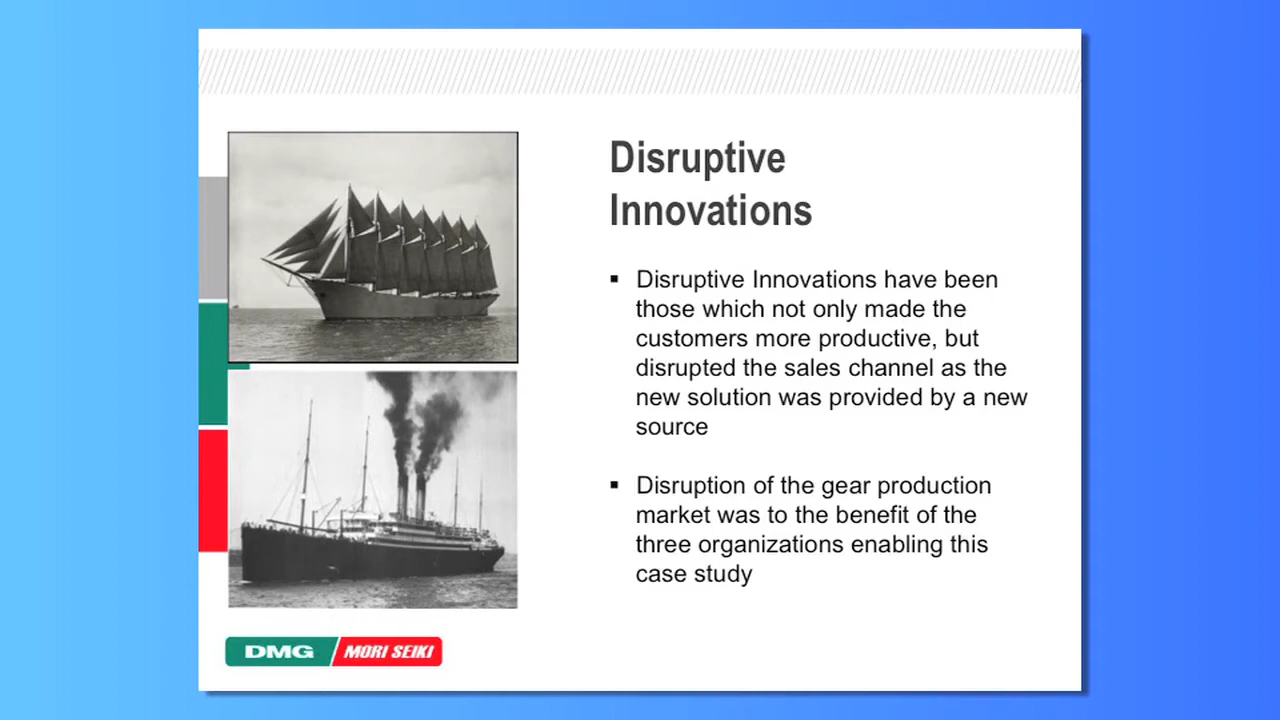 Disruptive
Innovations
▪ Disruptive Innovations have been
those which not only made the
customers more productive, but
disrupted the sales channel as the
new solution was provided by a new
source
▪ Disruption of the gear production
market was to the benefit of the
three organizations enabling this
case study
DMG MORI SEIKI